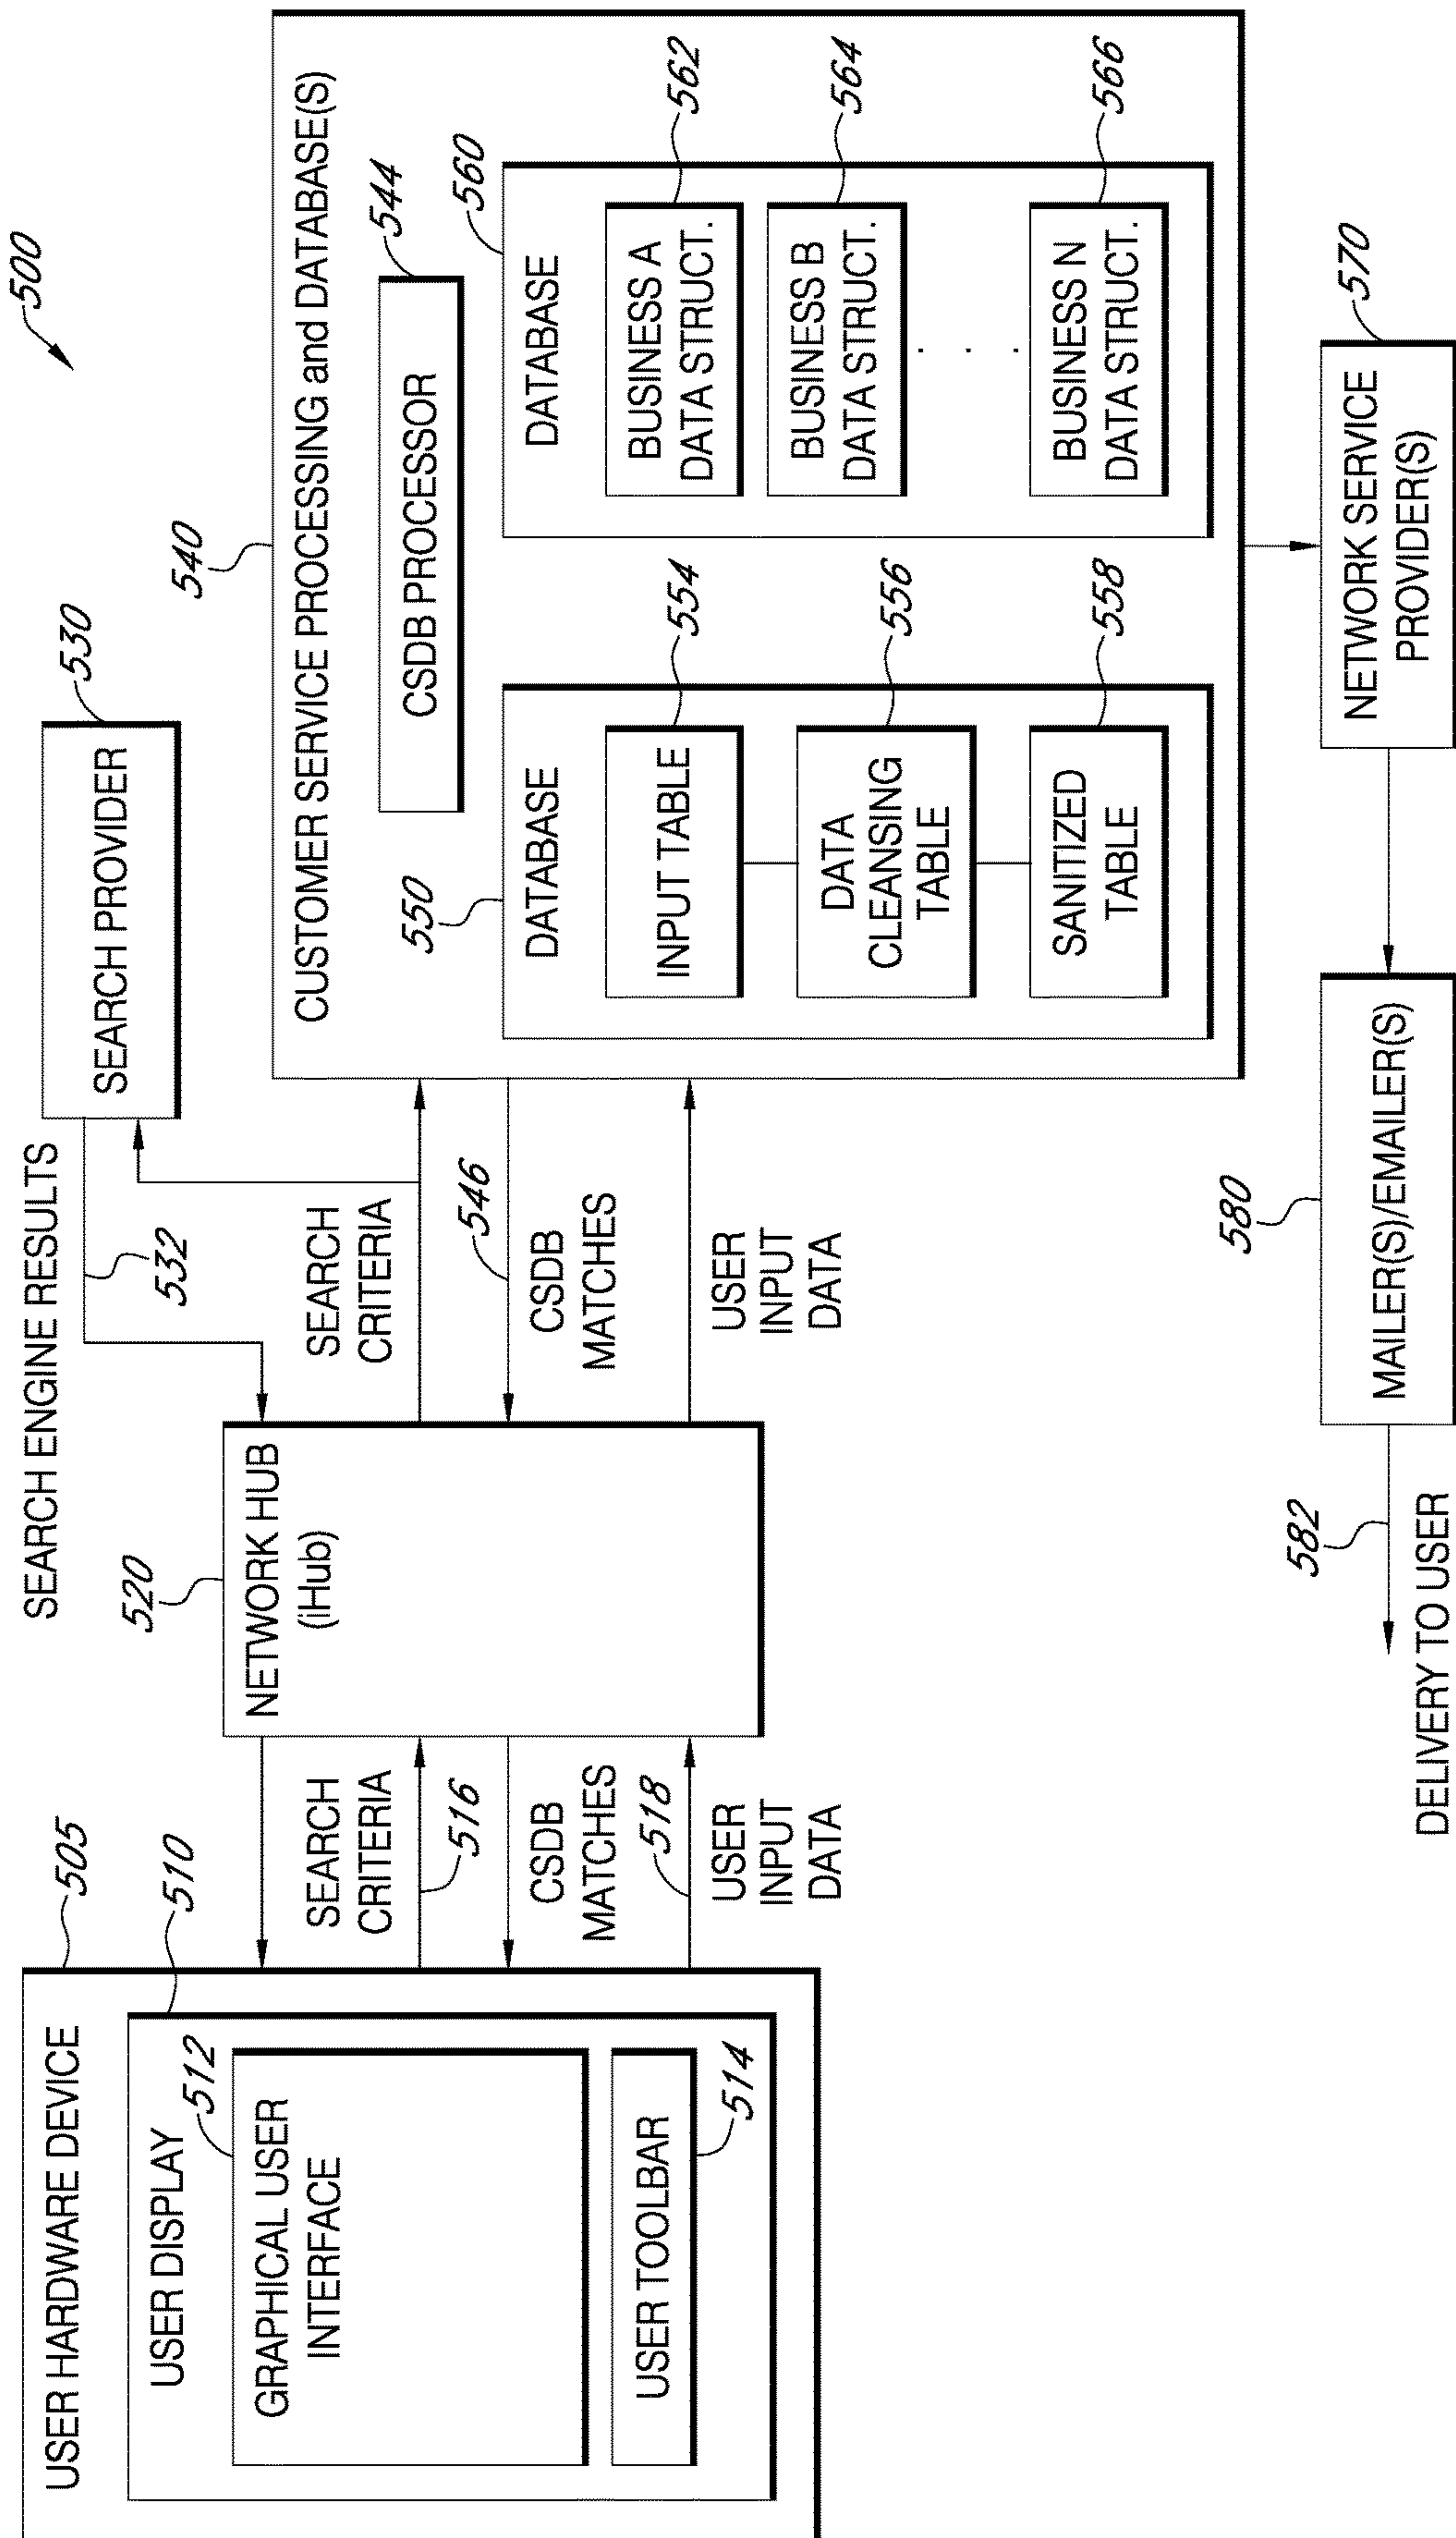 500
USER HARDWARE DEVICE
505
USER DISPLAY
510
GRAPHICAL USER
INTERFACE
512
USER TOOLBAR
514
SEARCH
CRITERIA
516
CSDB
MATCHES
518
USER
INPUT
DATA
520
NETWORK HUB
(iHub)
SEARCH ENGINE RESULTS
532
SEARCH
CRITERIA
546
CSDB
MATCHES
USER
INPUT
DATA
530
SEARCH PROVIDER
540
CUSTOMER SERVICE PROCESSING and DATABASE(S)
CSDB PROCESSOR
544
550
DATABASE
INPUT TABLE
554
DATA
CLEANSING
TABLE
556
SANITIZED
TABLE
558
DATABASE
560
BUSINESS A
DATA STRUCT.
562
BUSINESS B
DATA STRUCT.
564
. . .
BUSINESS N
DATA STRUCT.
566
NETWORK SERVICE
PROVIDER(S)
570
580
MAILER(S)/EMAILER(S)
582
DELIVERY TO USER